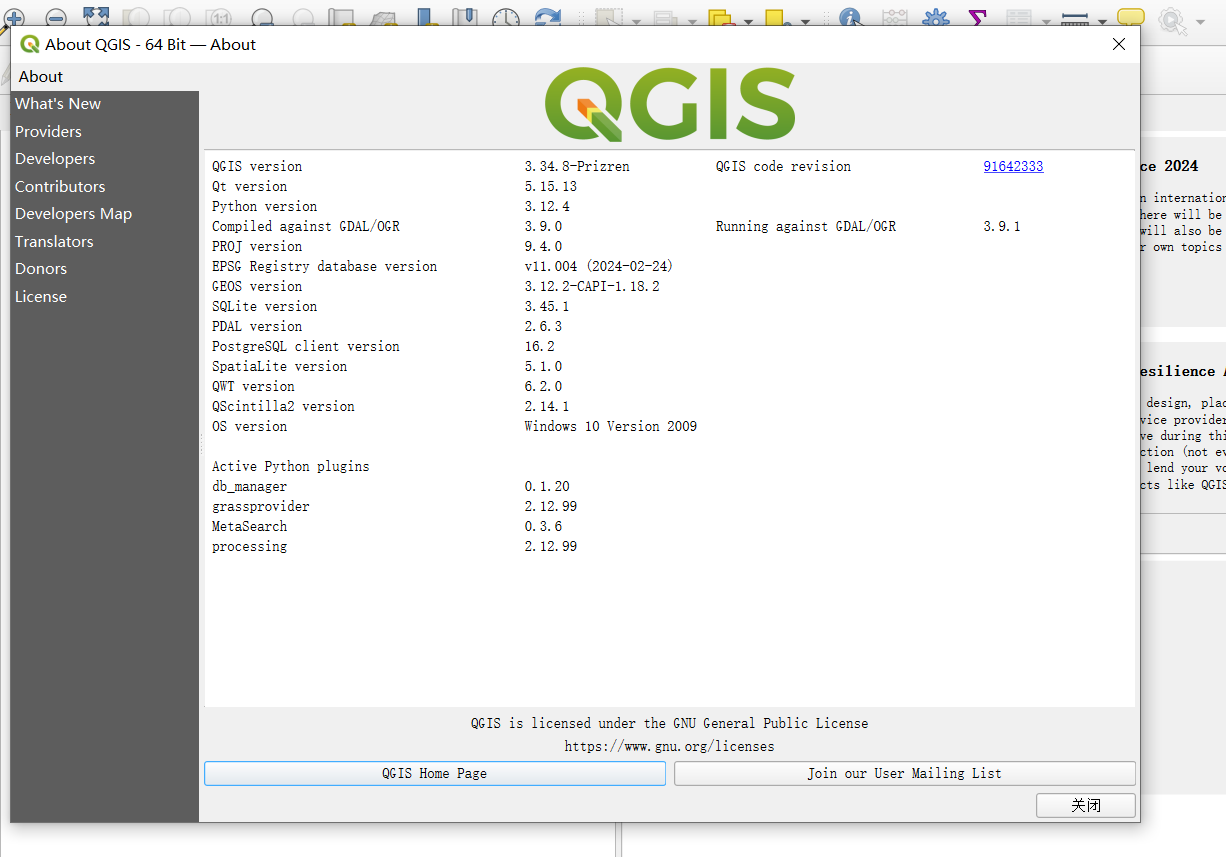 1:1
About QGIS - 64 Bit — About
About
What's New
Providers
Developers
Contributors
Developers Map
Translators
Donors
License
QGIS
QGIS version 3.34.8-Prizren QGIS code revision 91642333
Qt version 5.15.13
Python version 3.12.4
Compiled against GDAL/OGR 3.9.0 Running against GDAL/OGR 3.9.1
PROJ version 9.4.0
EPSG Registry database version v11.004 (2024-02-24)
GEOS version 3.12.2-CAPI-1.18.2
SQLite version 3.45.1
PDAL version 2.6.3
PostgreSQL client version 16.2
SpatiaLite version 5.1.0
QWT version 6.2.0
QScintilla2 version 2.14.1
OS version Windows 10 Version 2009
Active Python plugins
db_manager 0.1.20
grassprovider 2.12.99
MetaSearch 0.3.6
processing 2.12.99
QGIS is licensed under the GNU General Public License
https://www.gnu.org/licenses
QGIS Home Page Join our User Mailing List
关闭
ce 2024
n internation
here will be
will also be
r own topics
esilience A
design, plac
vice provider
ve during thi
ction (not ev
lend your vo
cts like QGIS